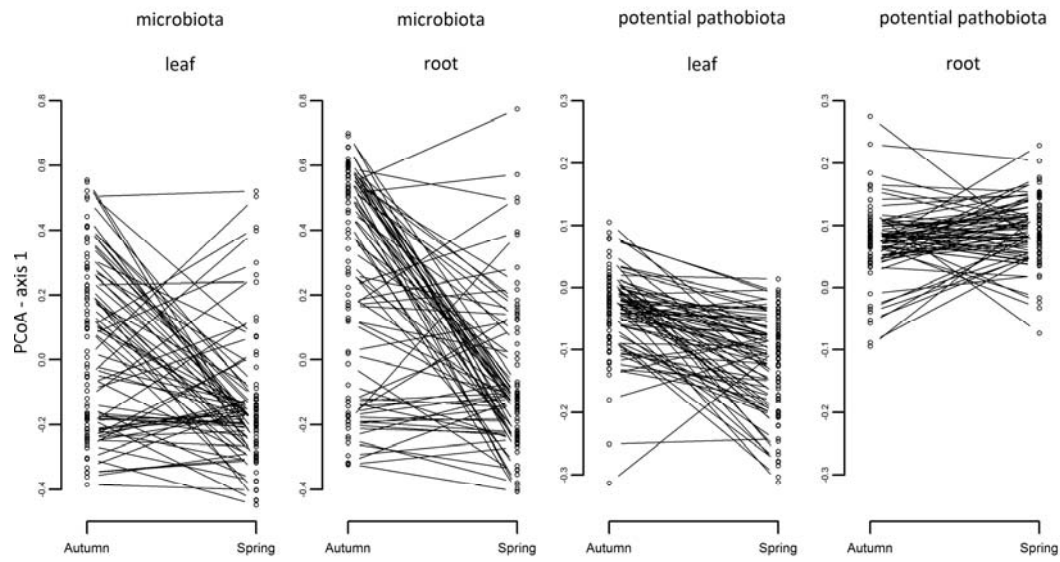 microbiota microbiota potential pathobiota potential pathobiota
leaf root leaf root
PCoA - axis 1
0.8 0.8 0.3 0.3
0.6 0.6 0.2 0.2
0.4 0.4 0.1 0.1
0.2 0.2 0.0 0.0
0.0 0.0 -0.1 -0.1
-0.2 -0.2 -0.2 -0.2
-0.4 -0.4 -0.3 -0.3
Autumn Spring Autumn Spring Autumn Spring Autumn Spring